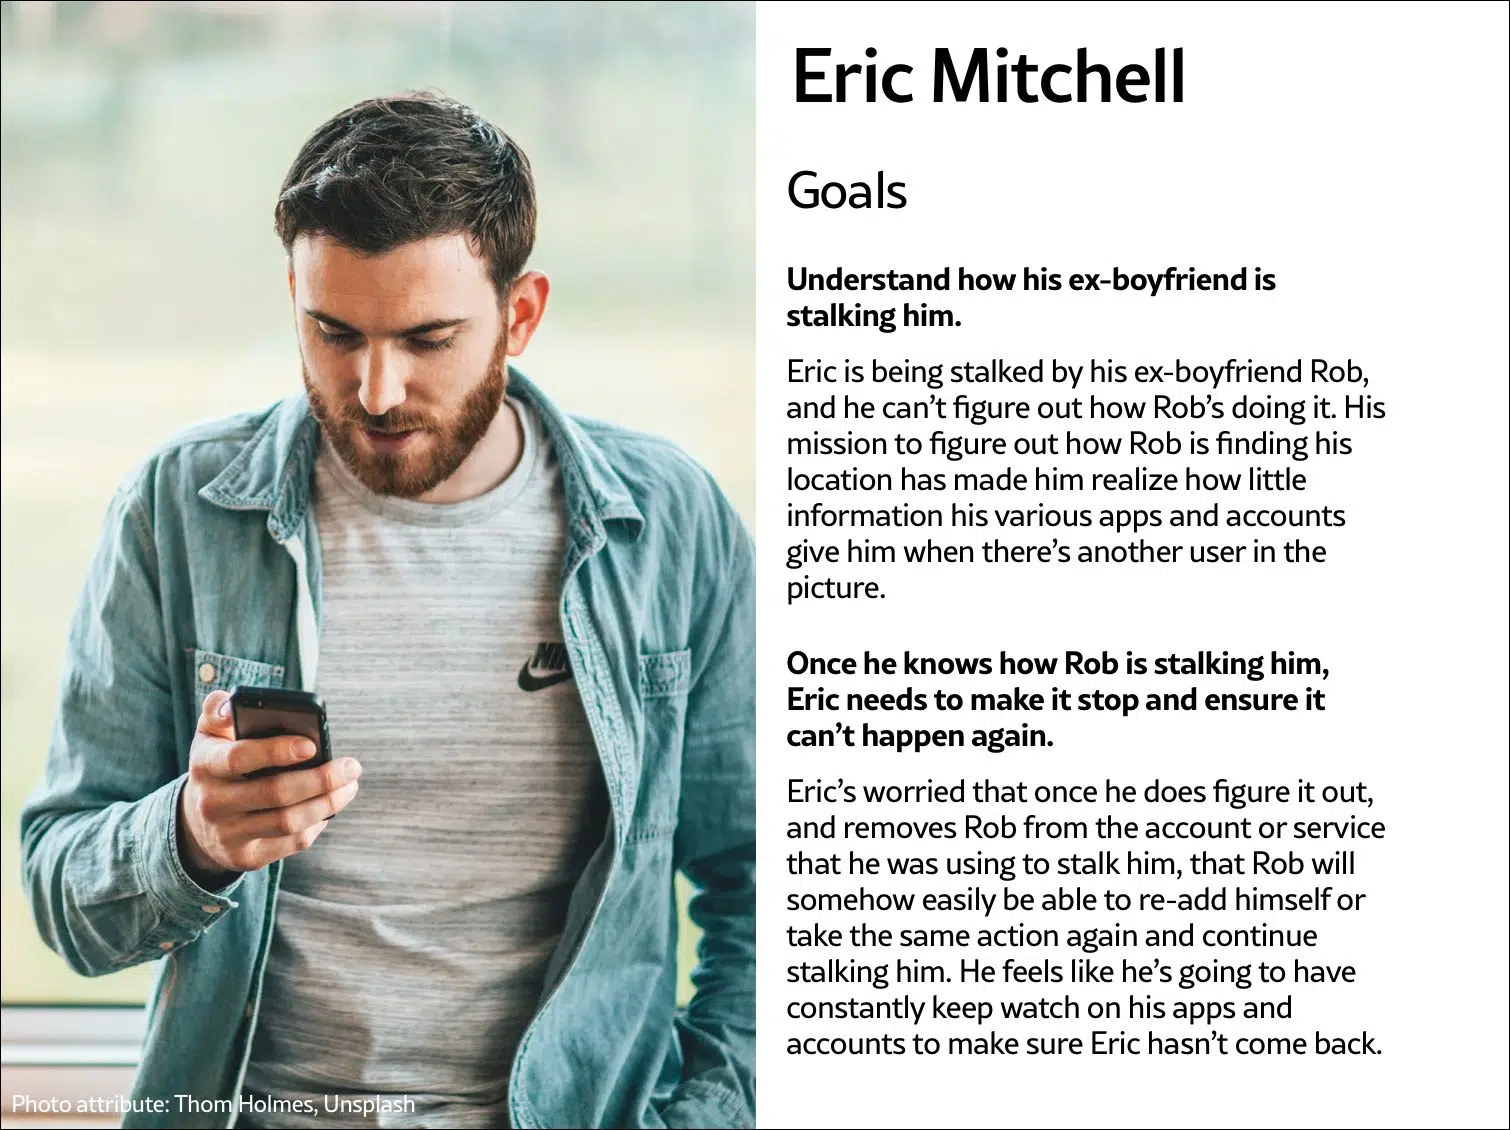 Eric Mitchell
Goals
Understand how his ex-boyfriend is
stalking him.
Eric is being stalked by his ex-boyfriend Rob,
and he can’t figure out how Rob’s doing it. His
mission to figure out how Rob is finding his
location has made him realize how little
information his various apps and accounts
give him when there’s another user in the
picture.
Once he knows how Rob is stalking him,
Eric needs to make it stop and ensure it
can’t happen again.
Eric’s worried that once he does figure it out,
and removes Rob from the account or service
that he was using to stalk him, that Rob will
somehow easily be able to re-add himself or
take the same action again and continue
stalking him. He feels like he’s going to have
constantly keep watch on his apps and
accounts to make sure Eric hasn’t come back.
NIKE
Photo attribute: Thom Holmes, Unsplash